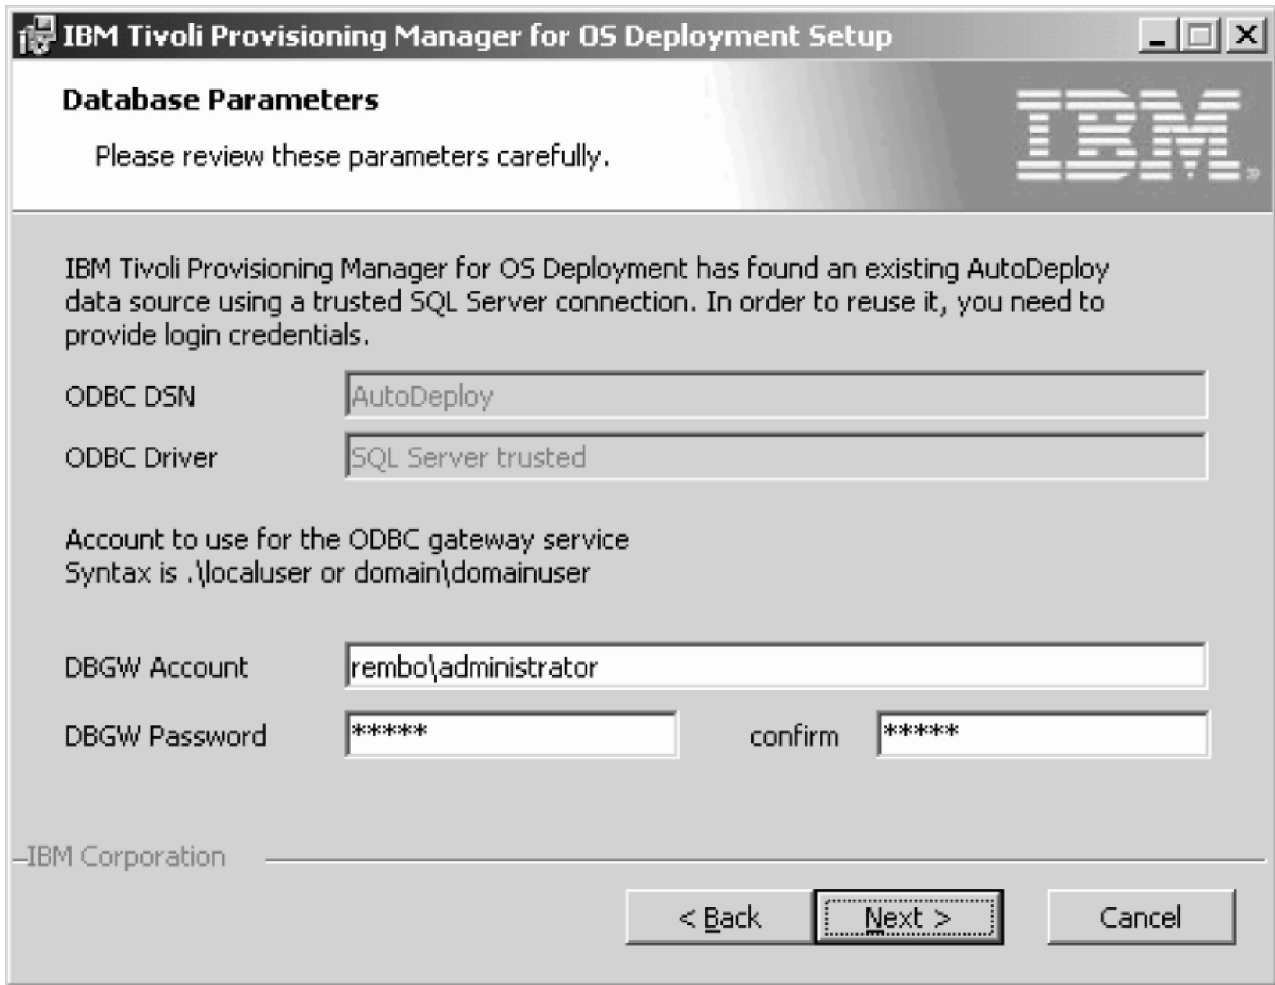 IBM Tivoli Provisioning Manager for OS Deployment Setup
Database Parameters
Please review these parameters carefully.
IBM
IBM Tivoli Provisioning Manager for OS Deployment has found an existing AutoDeploy
data source using a trusted SQL Server connection. In order to reuse it, you need to
provide login credentials.
ODBC DSN AutoDeploy
ODBC Driver SQL Server trusted
Account to use for the ODBC gateway service
Syntax is .\localuser or domain\domainuser
DBGW Account rembo\administrator
DBGW Password ***** confirm *****
IBM Corporation
< Back Next > Cancel